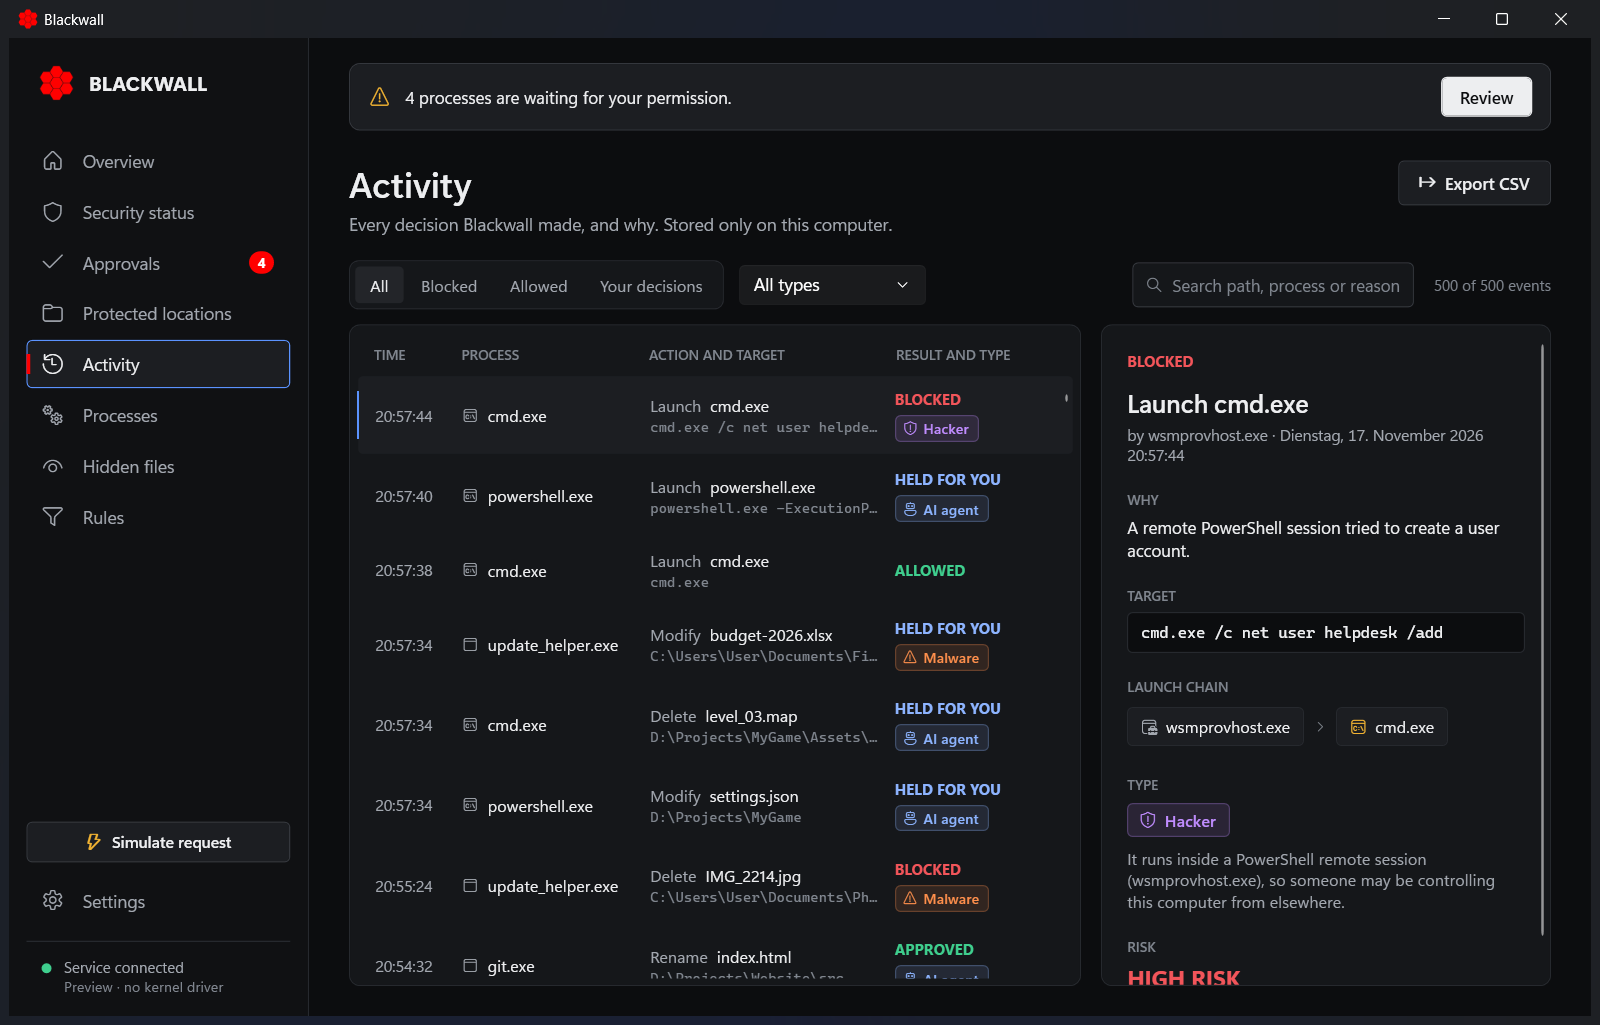 Blackwall
BLACKWALL
Overview
Security status
Approvals
4
Protected locations
Activity
Processes
Hidden files
Rules
Simulate request
Settings
Service connected
Preview · no kernel driver
4 processes are waiting for your permission.
Review
Activity
Every decision Blackwall made, and why. Stored only on this computer.
Export CSV
All
Blocked
Allowed
Your decisions
All types
Search path, process or reason
500 of 500 events
TIME PROCESS ACTION AND TARGET RESULT AND TYPE
20:57:44 cmd.exe Launch cmd.exe BLOCKED
cmd.exe /c net user helpde… Hacker
20:57:40 powershell.exe Launch powershell.exe HELD FOR YOU
powershell.exe -ExecutionP… AI agent
20:57:38 cmd.exe Launch cmd.exe ALLOWED
cmd.exe
20:57:34 update_helper.exe Modify budget-2026.xlsx HELD FOR YOU
C:\Users\User\Documents\Fi… Malware
20:57:34 cmd.exe Delete level_03.map HELD FOR YOU
D:\Projects\MyGame\Assets\… AI agent
20:57:34 powershell.exe Modify settings.json HELD FOR YOU
D:\Projects\MyGame AI agent
20:55:24 update_helper.exe Delete IMG_2214.jpg BLOCKED
C:\Users\User\Documents\Ph… Malware
20:54:32 git.exe Rename index.html APPROVED
D:\Projects\Website\src AI agent
BLOCKED
Launch cmd.exe
by wsmprovhost.exe · Dienstag, 17. November 2026
20:57:44
WHY
A remote PowerShell session tried to create a user
account.
TARGET
cmd.exe /c net user helpdesk /add
LAUNCH CHAIN
wsmprovhost.exe > cmd.exe
TYPE
Hacker
It runs inside a PowerShell remote session
(wsmprovhost.exe), so someone may be controlling
this computer from elsewhere.
RISK
HIGH RISK